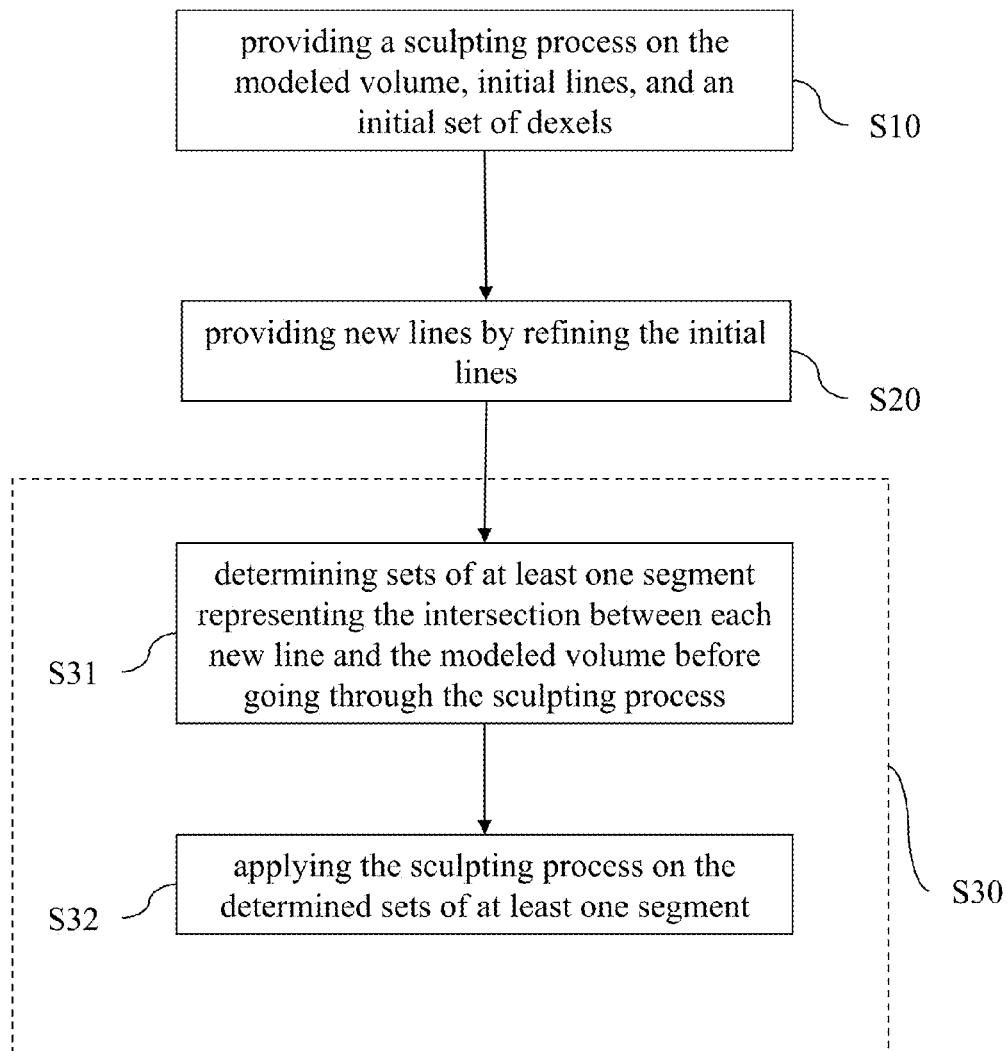 providing a sculpting process on the
modeled volume, initial lines, and an
initial set of dexels
S10
providing new lines by refining the initial
lines
S20
determining sets of at least one segment
representing the intersection between each
new line and the modeled volume before
going through the sculpting process
S31
applying the sculpting process on the
determined sets of at least one segment
S32
S30